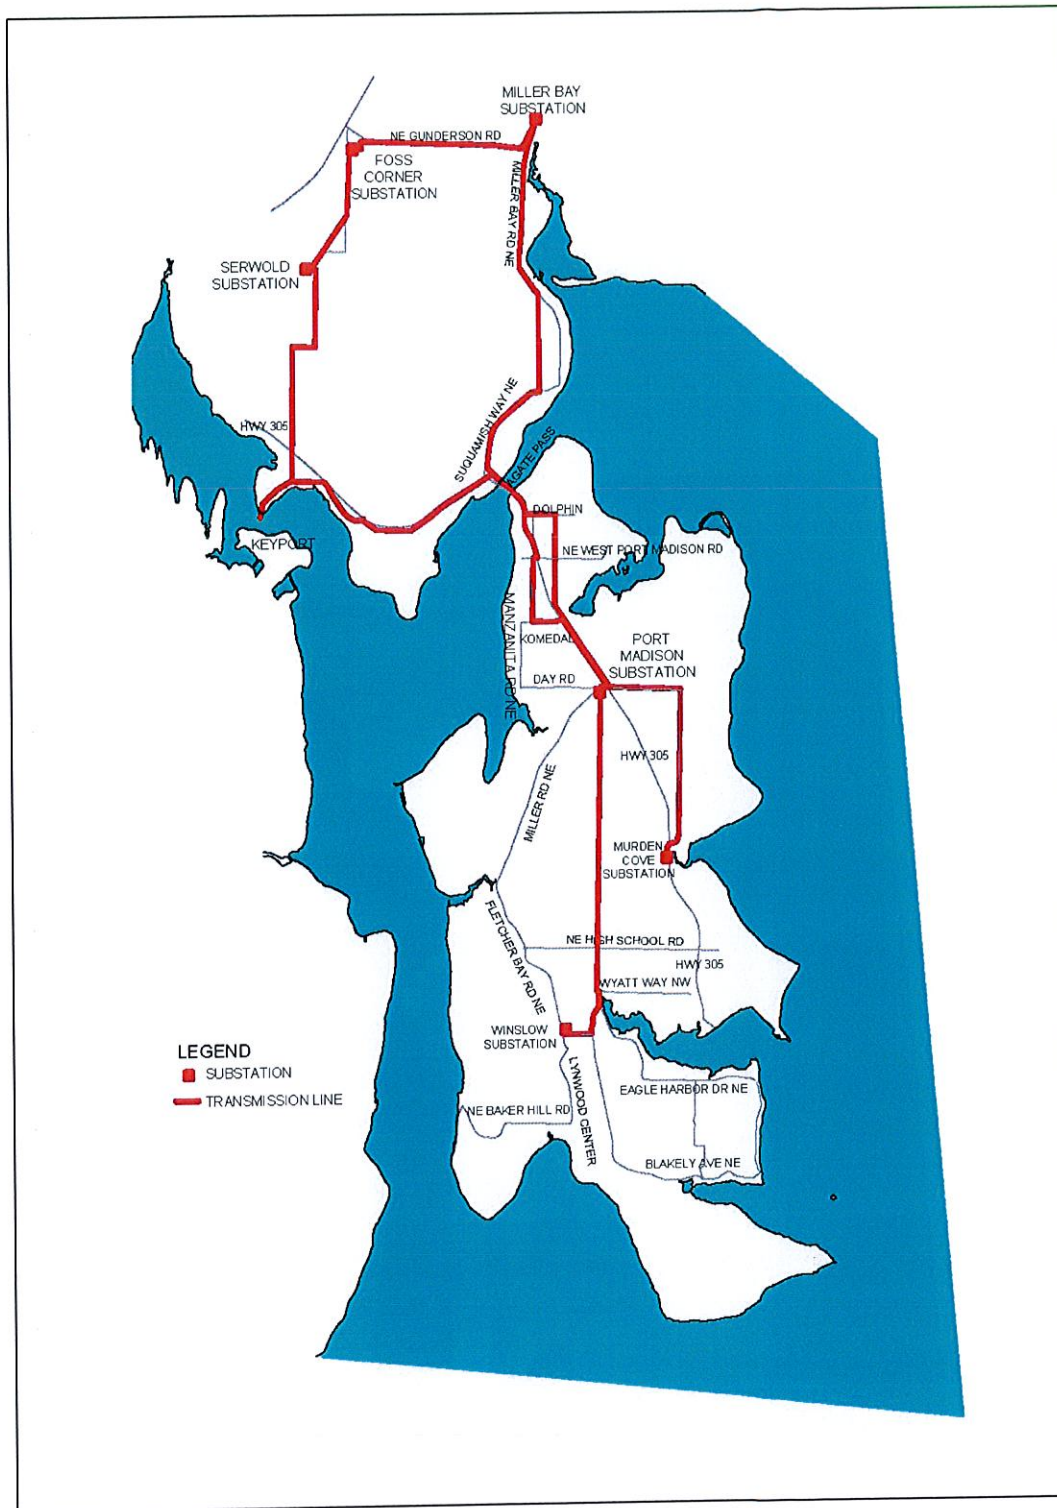 MILLER BAY
SUBSTATION
NE GUNDERSON RD
FOSS
CORNER
SUBSTATION
MILLER BAY RD NE
SERWOLD
SUBSTATION
HWY 305
SUQUAMISH WAY NE
AGATE PASS
DOLPHIN
KEYPORT
NE WEST PORT MADISON RD
MANZANITA RD NE
KOMEDAL
PORT
MADISON
SUBSTATION
DAY RD
HWY 305
MILLER RD NE
MURDEN
COVE
SUBSTATION
FLETCHER BAY RD NE
NE HIGH SCHOOL RD
HWY 305
WYATT WAY NW
WINSLOW
SUBSTATION
LEGEND
SUBSTATION
TRANSMISSION LINE
LYNWOOD CENTER
EAGLE HARBOR DR NE
NE BAKER HILL RD
BLAKELY AVE NE